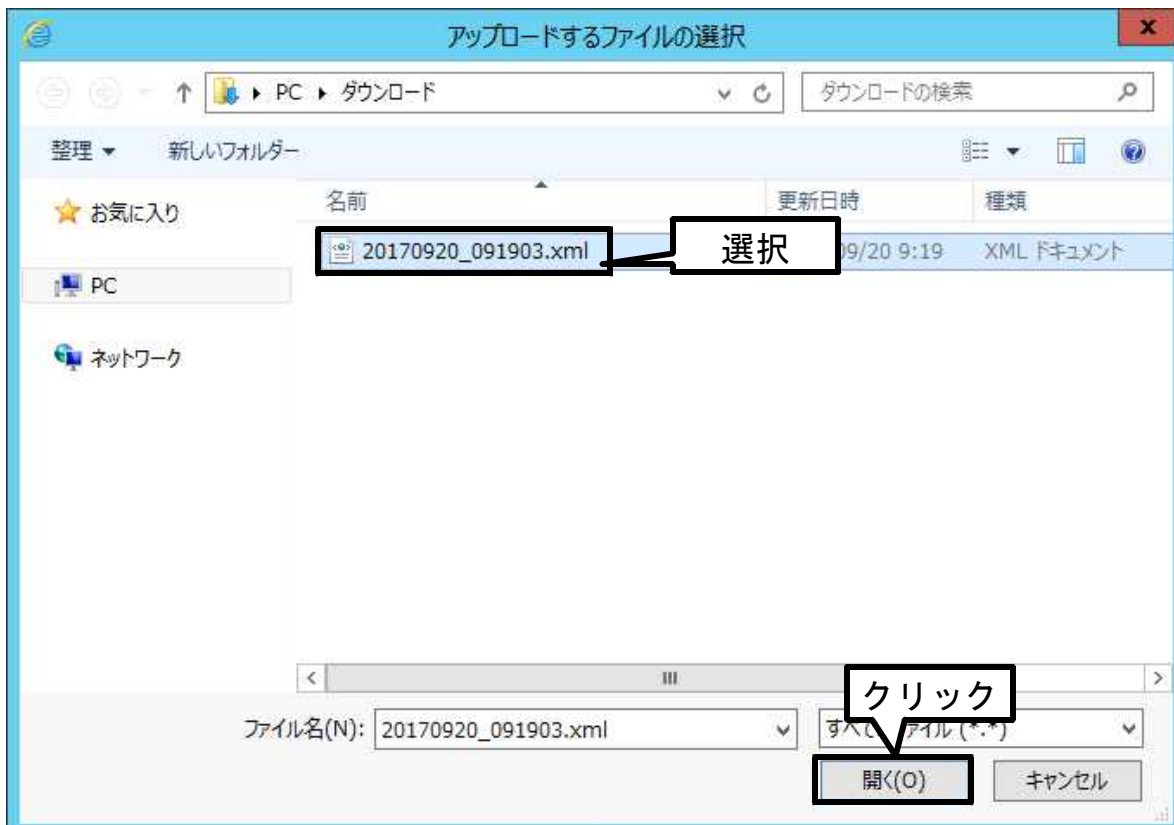 アップロードするファイルの選択
x
PC ダウンロード
ダウンロードの検索
整理
新しいフォルダー
お気に入り
PC
ネットワーク
名前
更新日時
種類
20170920_091903.xml
選択
09/20 9:19
XML ドキュメント
クリック
ファイル名(N):
20170920_091903.xml
(*.*)
開く(O)
キャンセル